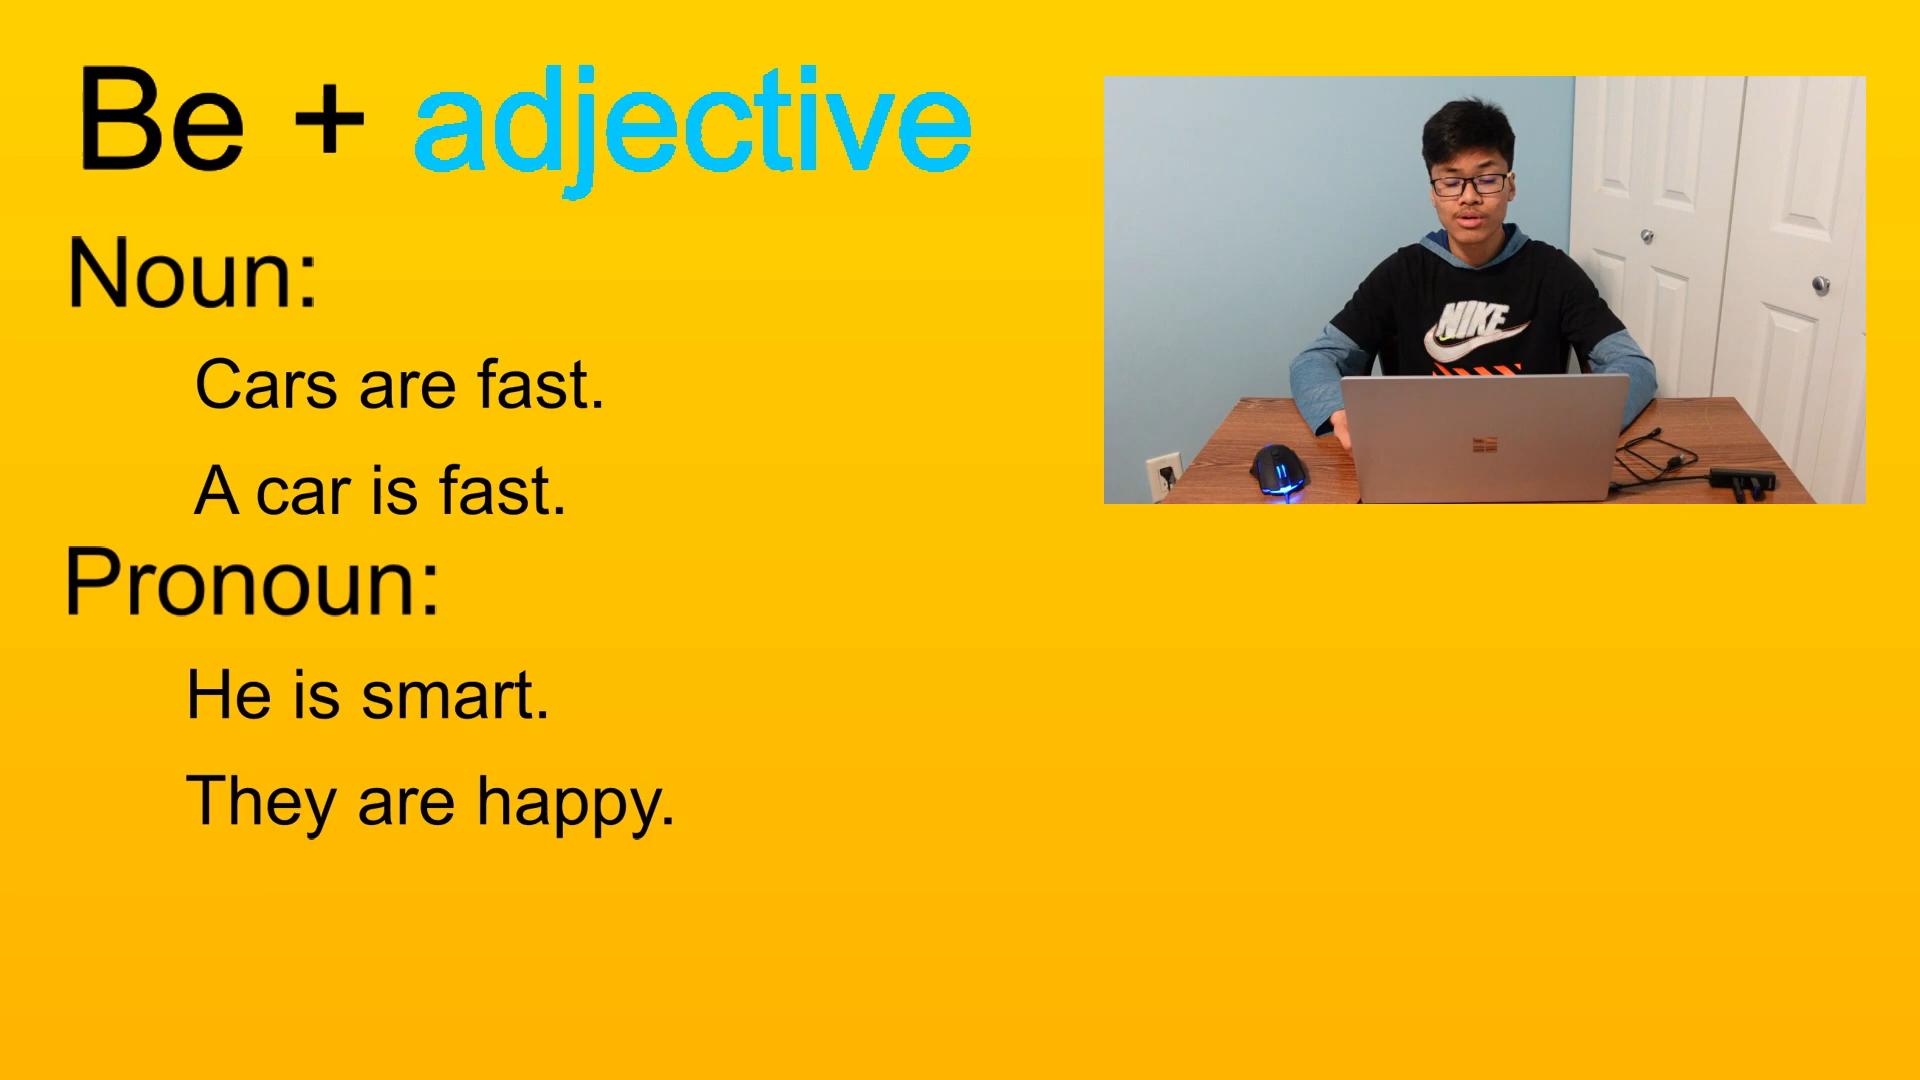 Be + adjective
Noun:
Cars are fast.
A car is fast.
Pronoun:
He is smart.
They are happy.
NIKE